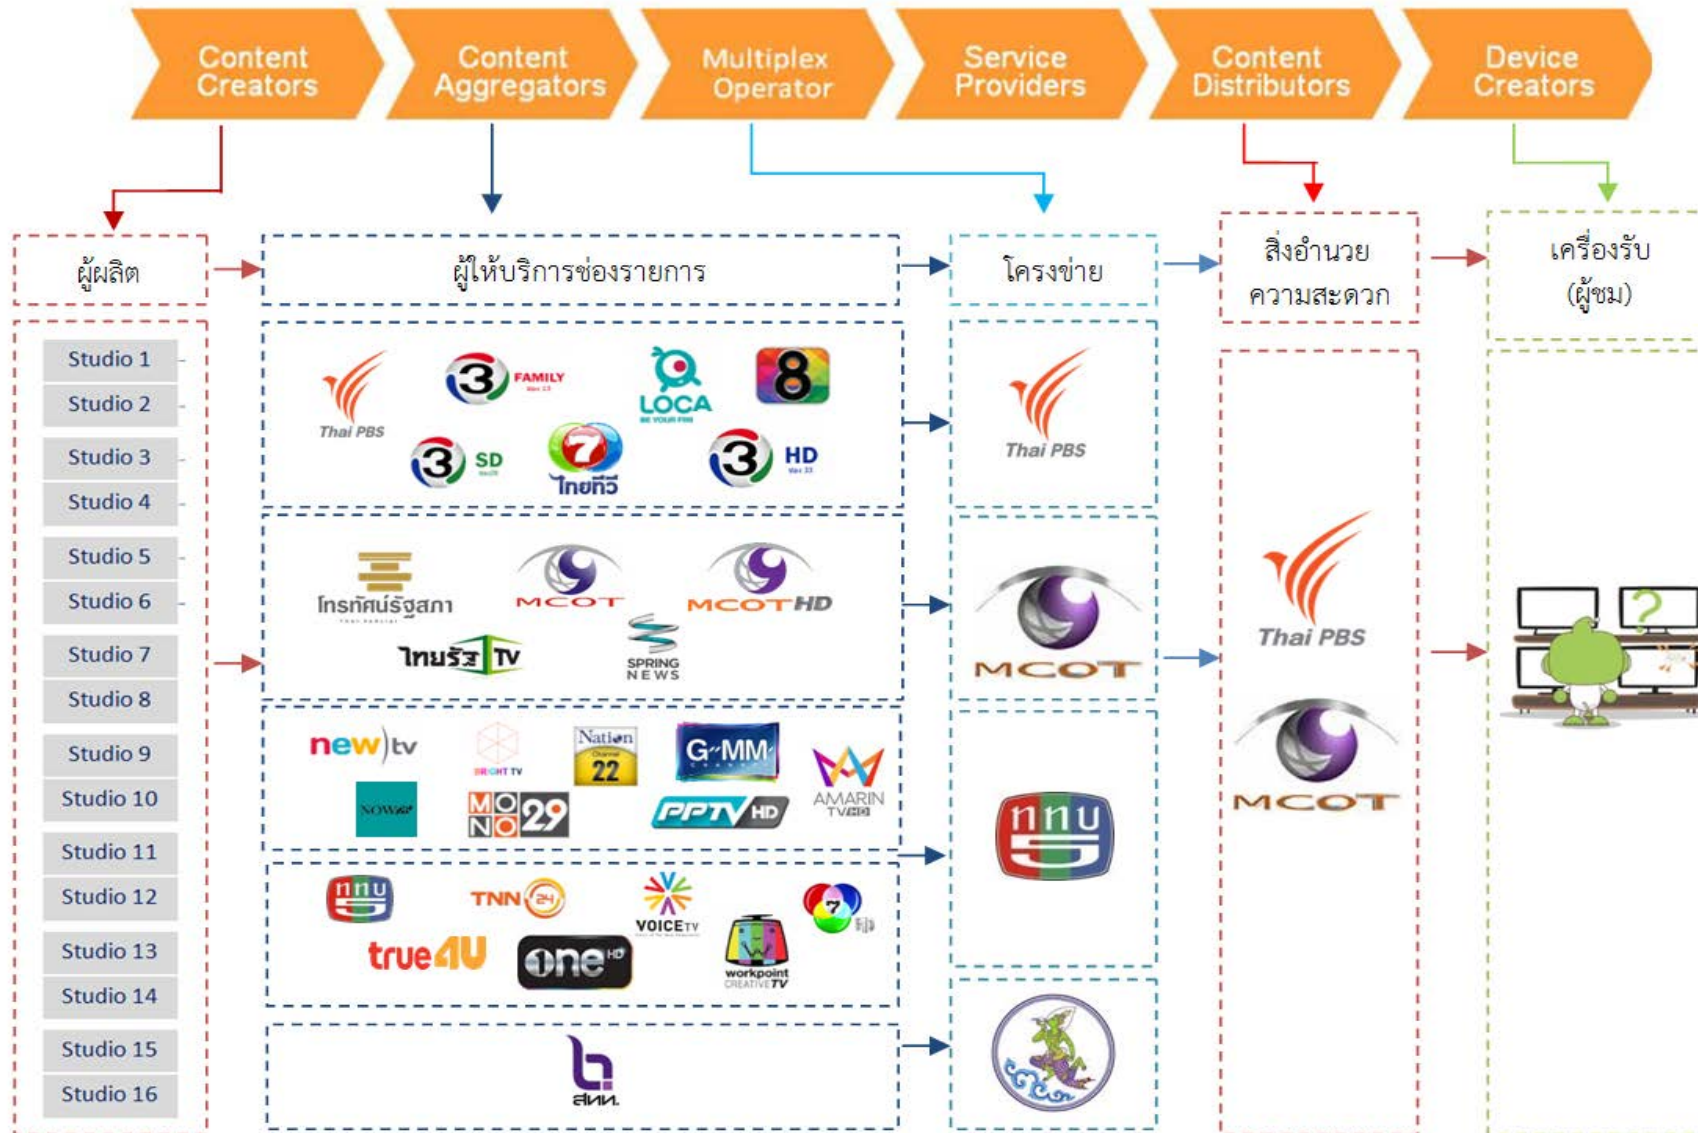 Content
Creators
Content
Aggregators
Multiplex
Operator
Service
Providers
Content
Distributors
Device
Creators
ผู้ผลิต
ผู้ให้บริการช่องรายการ
โครงข่าย
สิ่งอำนวย
ความสะดวก
เครื่องรับ
(ผู้ชม)
Studio 1
Studio 2
Studio 3
Studio 4
Studio 5
Studio 6
Studio 7
Studio 8
Studio 9
Studio 10
Studio 11
Studio 12
Studio 13
Studio 14
Studio 15
Studio 16
Thai PBS
3 FAMILY
LOCA
BE YOUR FRIEND
8
3 SD
7
ไทยทีวี
3 HD
โทรทัศน์รัฐสภา
MCOT
MCOT HD
ไทยรัฐ TV
SPRING
NEWS
new)tv
BRIGHT TV
Nation
Channel
22
GMM
CHANNEL
AMARIN
TV HD
NOW
MONO 29
PPTV HD
ททบ
5
TNN 24
VOICE TV
7
true4U
one HD
workpoint
CREATIVE TV
สทท.
Thai PBS
MCOT
ททบ
5
Thai PBS
MCOT
?